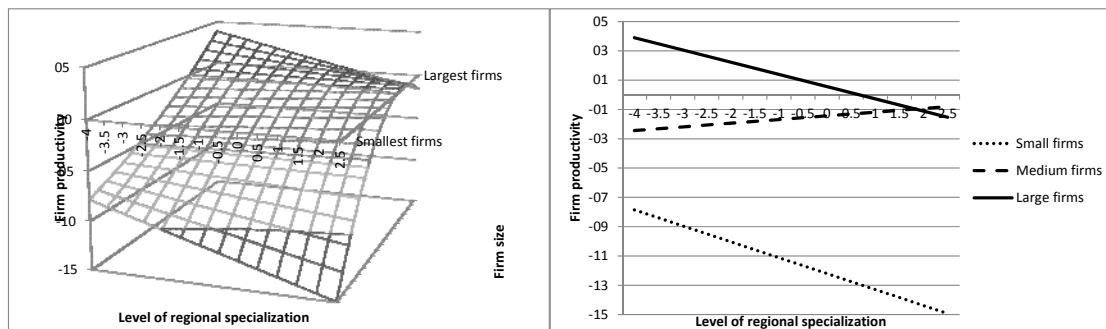 05
00
-05
-10
-15
Firm productivity
-4
-3.5
-3
-2.5
-2
-1.5
-1
-0.5
0
0.5
1
1.5
2
2.5
Largest firms
Smallest firms
Firm size
Level of regional specialization
05
03
01
-01
-03
-05
-07
-09
-11
-13
-15
Firm productivity
-4 -3.5 -3 -2.5 -2 -1.5 -1 -0.5 0 0.5 1 1.5 2 2.5
Small firms
Medium firms
Large firms
Level of regional specialization